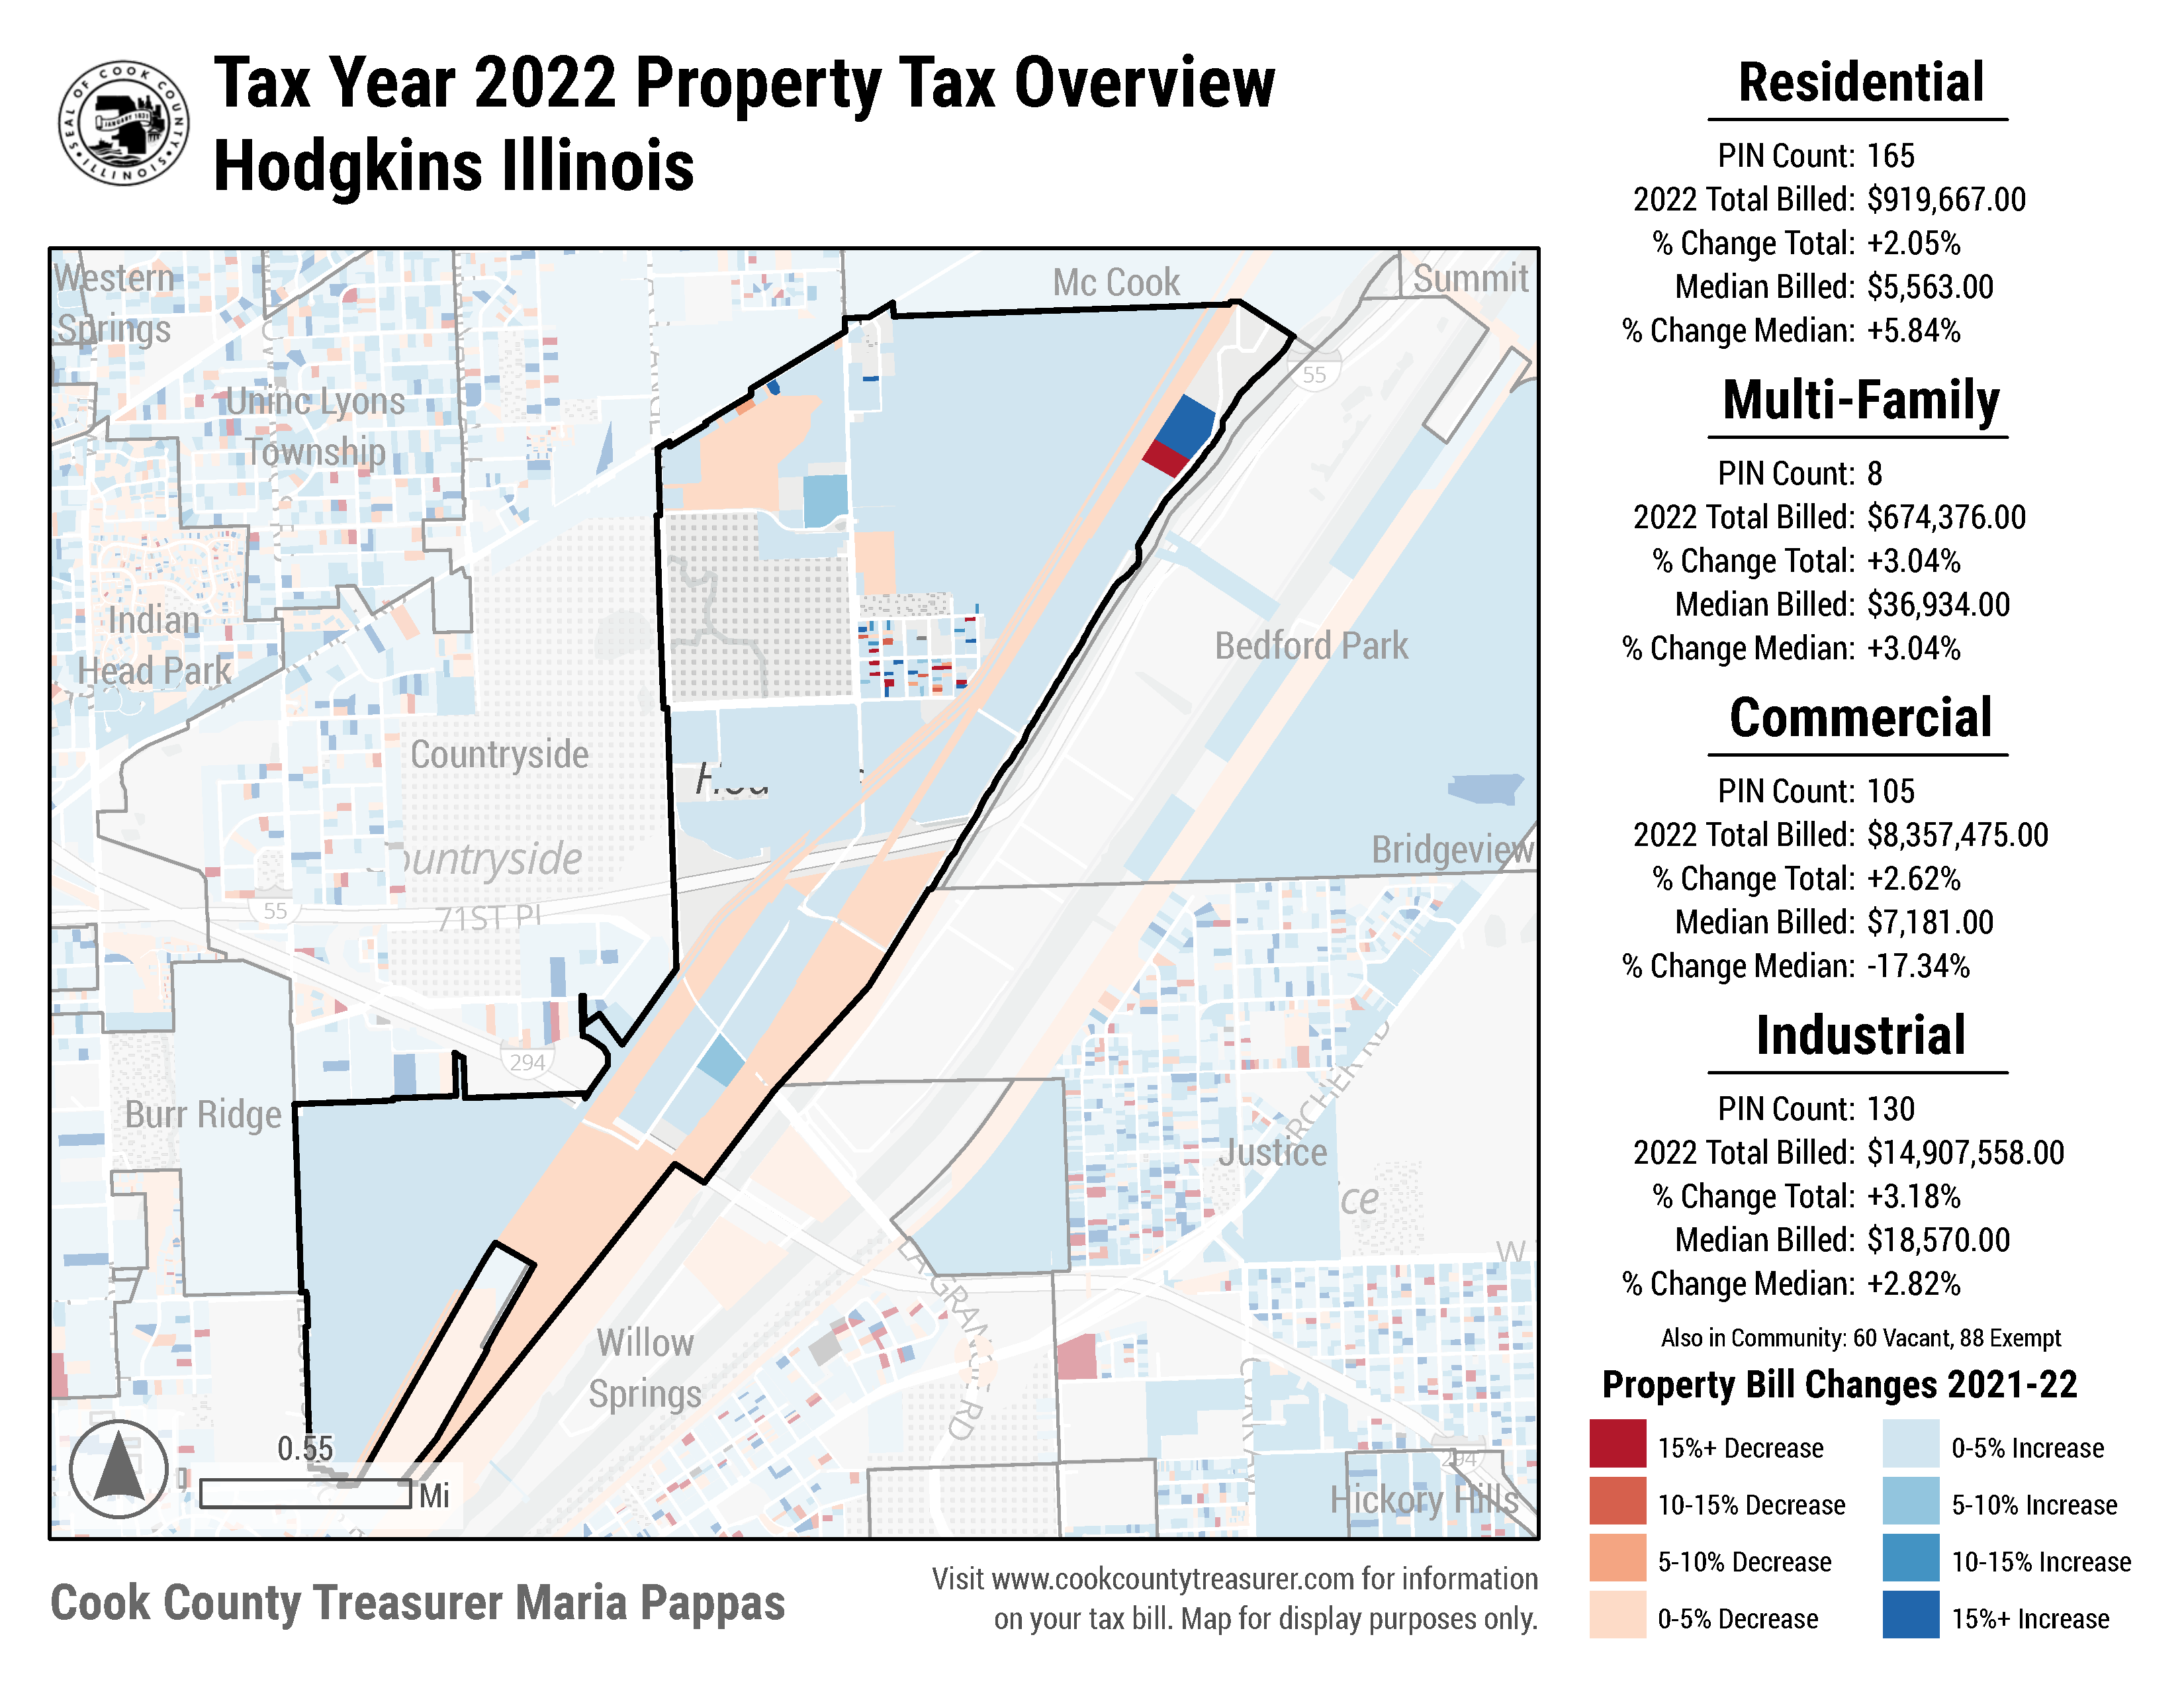 Tax Year 2022 Property Tax Overview
Hodgkins Illinois
SEAL OF COOK COUNTY
ILLINOIS
JANUARY 1831
Western
Springs
Mc Cook
Summit
55
Uninc Lyons
Township
Indian
Head Park
Bedford Park
Countryside
Bridgeview
ountryside
55
71ST Pl
294
Burr Ridge
Justice
ARCHER RD
ice
W
Willow
Springs
LA GRANGE RD
0.55
Mi
294
Hickory Hills
Cook County Treasurer Maria Pappas
Visit www.cookcountytreasurer.com for information
on your tax bill. Map for display purposes only.
Residential
PIN Count: 165
2022 Total Billed: $919,667.00
% Change Total: +2.05%
Median Billed: $5,563.00
% Change Median: +5.84%
Multi-Family
PIN Count: 8
2022 Total Billed: $674,376.00
% Change Total: +3.04%
Median Billed: $36,934.00
% Change Median: +3.04%
Commercial
PIN Count: 105
2022 Total Billed: $8,357,475.00
% Change Total: +2.62%
Median Billed: $7,181.00
% Change Median: -17.34%
Industrial
PIN Count: 130
2022 Total Billed: $14,907,558.00
% Change Total: +3.18%
Median Billed: $18,570.00
% Change Median: +2.82%
Also in Community: 60 Vacant, 88 Exempt
Property Bill Changes 2021-22
15%+ Decrease
10-15% Decrease
5-10% Decrease
0-5% Decrease
0-5% Increase
5-10% Increase
10-15% Increase
15%+ Increase